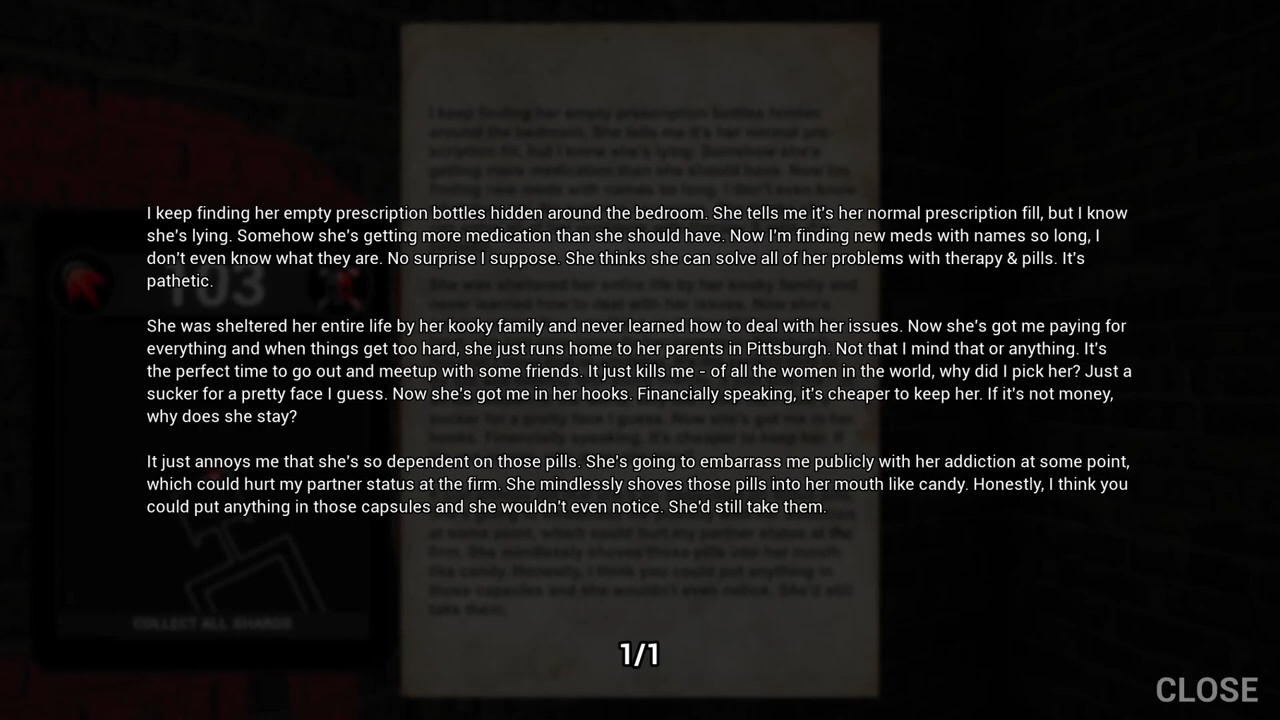 I keep finding her empty prescription bottles hidden around the bedroom. She tells me it's her normal prescription fill, but I know
she's lying. Somehow she's getting more medication than she should have. Now I'm finding new meds with names so long, I
don't even know what they are. No surprise I suppose. She thinks she can solve all of her problems with therapy & pills. It's
pathetic.
She was sheltered her entire life by her kooky family and never learned how to deal with her issues. Now she's got me paying for
everything and when things get too hard, she just runs home to her parents in Pittsburgh. Not that I mind that or anything. It's
the perfect time to go out and meetup with some friends. It just kills me - of all the women in the world, why did I pick her? Just a
sucker for a pretty face I guess. Now she's got me in her hooks. Financially speaking, it's cheaper to keep her. If it's not money,
why does she stay?
It just annoys me that she's so dependent on those pills. She's going to embarrass me publicly with her addiction at some point,
which could hurt my partner status at the firm. She mindlessly shoves those pills into her mouth like candy. Honestly, I think you
could put anything in those capsules and she wouldn't even notice. She'd still take them.
103
COLLECT ALL SHARDS
1/1
CLOSE